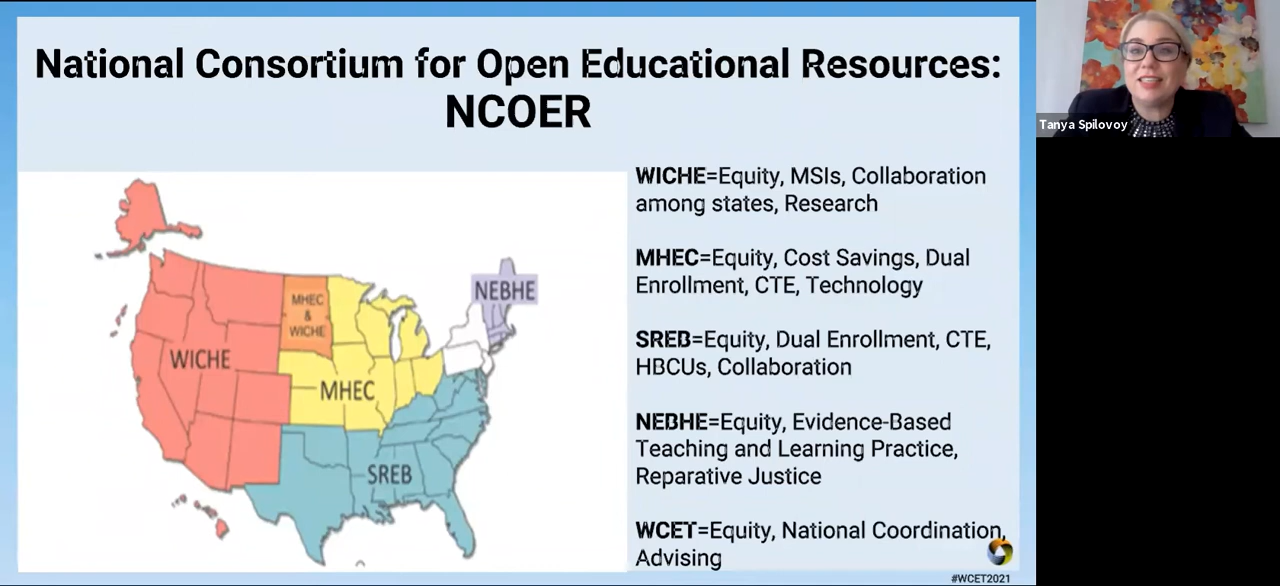 National Consortium for Open Educational Resources:
NCOER
Tanya Spilovoy
WICHE=Equity, MSIs, Collaboration
among states, Research
MHEC=Equity, Cost Savings, Dual
Enrollment, CTE, Technology
SREB=Equity, Dual Enrollment, CTE,
HBCUs, Collaboration
NEBHE=Equity, Evidence-Based
Teaching and Learning Practice,
Reparative Justice
WCET=Equity, National Coordination,
Advising
NEBHE
MHEC
&
WICHE
WICHE
MHEC
SREB
#WCET2021